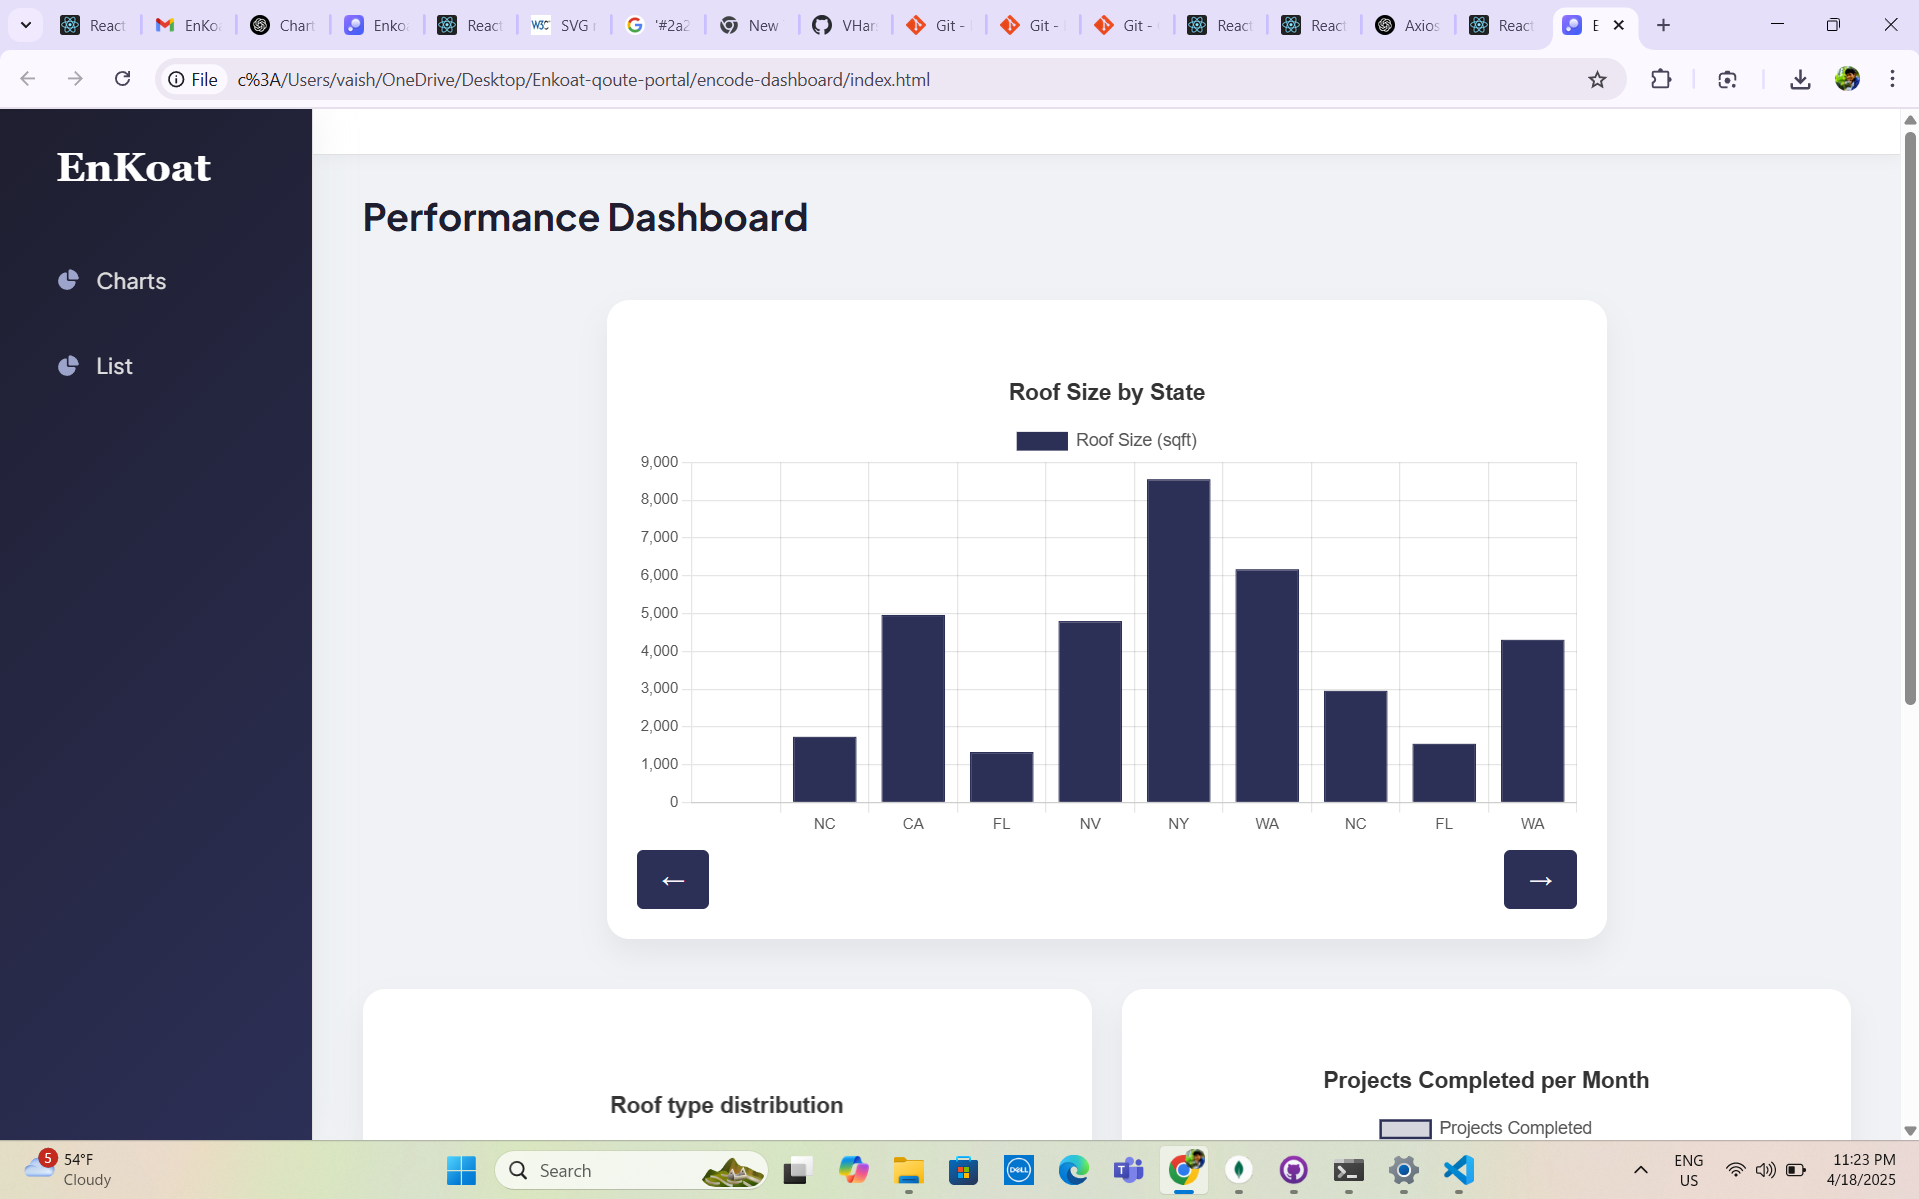 React
EnKo
Chart
Enkoa
React
W3C SVG
'#2a2
New
VHar
Git -
Git -
Git -
React
React
Axios
React
E
File c%3A/Users/vaish/OneDrive/Desktop/Enkoat-qoute-portal/encode-dashboard/index.html
EnKoat
Charts
List
Performance Dashboard
Roof Size by State
Roof Size (sqft)
9,000
8,000
7,000
6,000
5,000
4,000
3,000
2,000
1,000
0
NC CA FL NV NY WA NC FL WA
← →
Roof type distribution
Projects Completed per Month
Projects Completed
5
54°F
Cloudy
Search
DELL
ENG
US
11:23 PM
4/18/2025